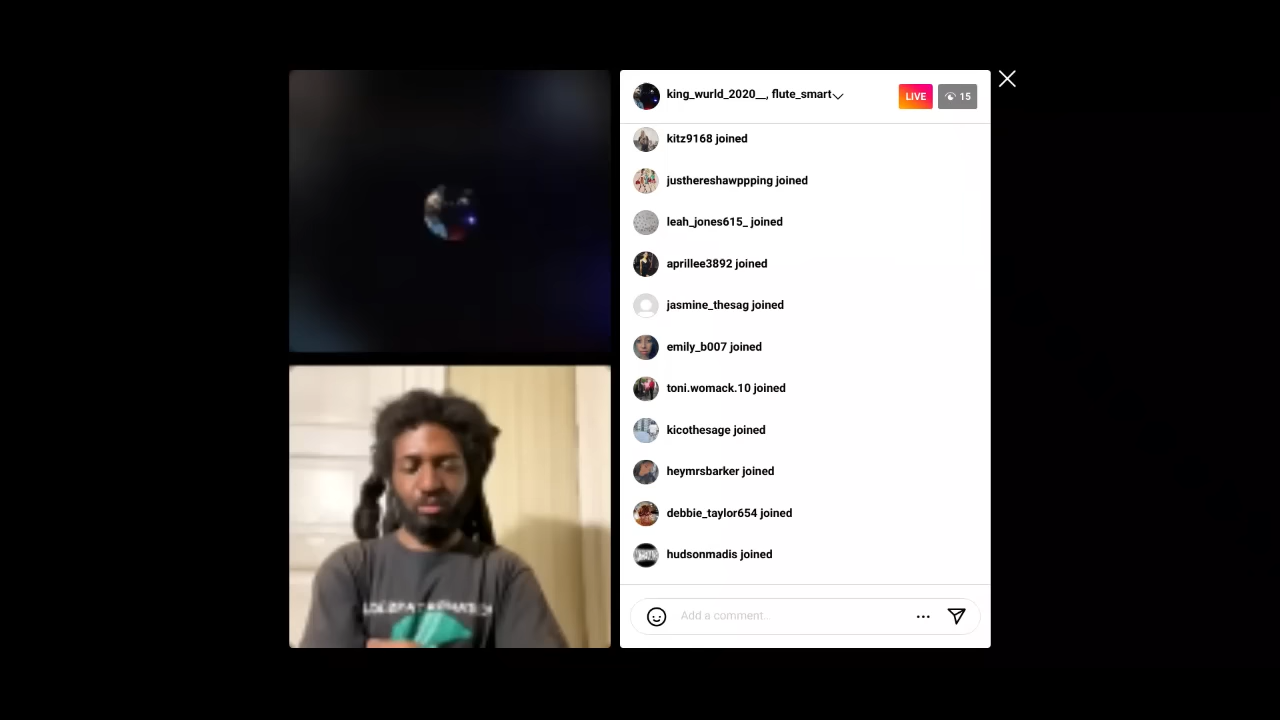 king_wurld_2020__, flute_smart
LIVE
15
kitz9168 joined
justhereshawppping joined
leah_jones615_ joined
aprillee3892 joined
jasmine_thesag joined
emily_b007 joined
toni.womack.10 joined
kicothesage joined
heymrsbarker joined
debbie_taylor654 joined
hudsonmadis joined
Add a comment...